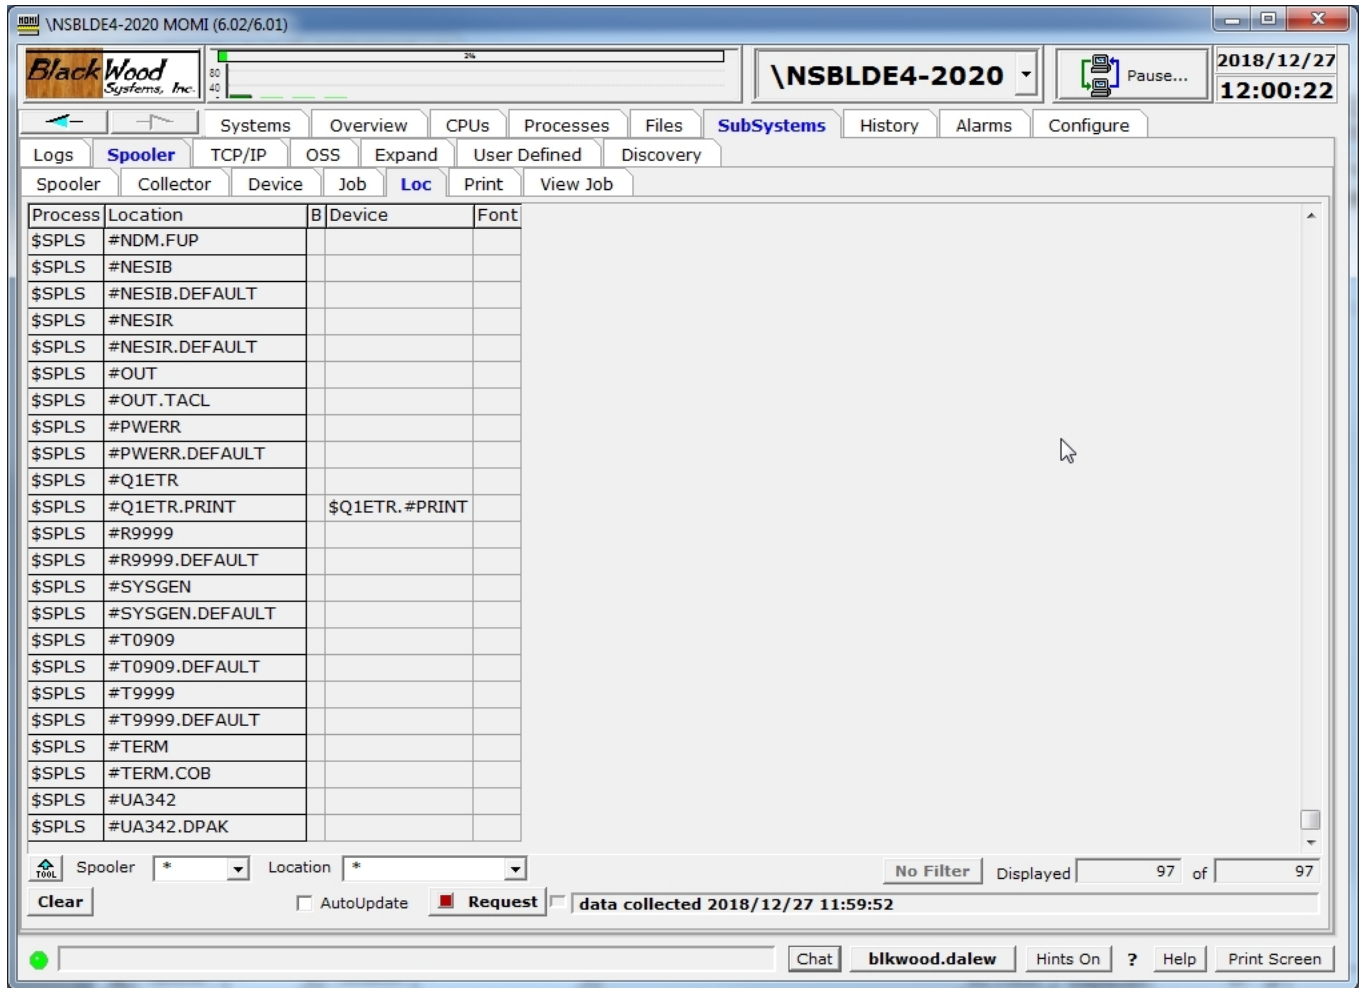 \NSBLDE4-2020 MOMI (6.02/6.01)
BlackWood Systems, Inc.
2%
80
40
\NSBLDE4-2020
Pause...
2018/12/27
12:00:22
Systems Overview CPUs Processes Files SubSystems History Alarms Configure
Logs Spooler TCP/IP OSS Expand User Defined Discovery
Spooler Collector Device Job Loc Print View Job
Process Location B Device Font
$SPLS #NDM.FUP
$SPLS #NESIB
$SPLS #NESIB.DEFAULT
$SPLS #NESIR
$SPLS #NESIR.DEFAULT
$SPLS #OUT
$SPLS #OUT.TACL
$SPLS #PWERR
$SPLS #PWERR.DEFAULT
$SPLS #Q1ETR
$SPLS #Q1ETR.PRINT $Q1ETR.#PRINT
$SPLS #R9999
$SPLS #R9999.DEFAULT
$SPLS #SYSGEN
$SPLS #SYSGEN.DEFAULT
$SPLS #T0909
$SPLS #T0909.DEFAULT
$SPLS #T9999
$SPLS #T9999.DEFAULT
$SPLS #TERM
$SPLS #TERM.COB
$SPLS #UA342
$SPLS #UA342.DPAK
TOOL Spooler * Location * No Filter Displayed 97 of 97
Clear AutoUpdate Request data collected 2018/12/27 11:59:52
Chat blkwood.dalew Hints On ? Help Print Screen